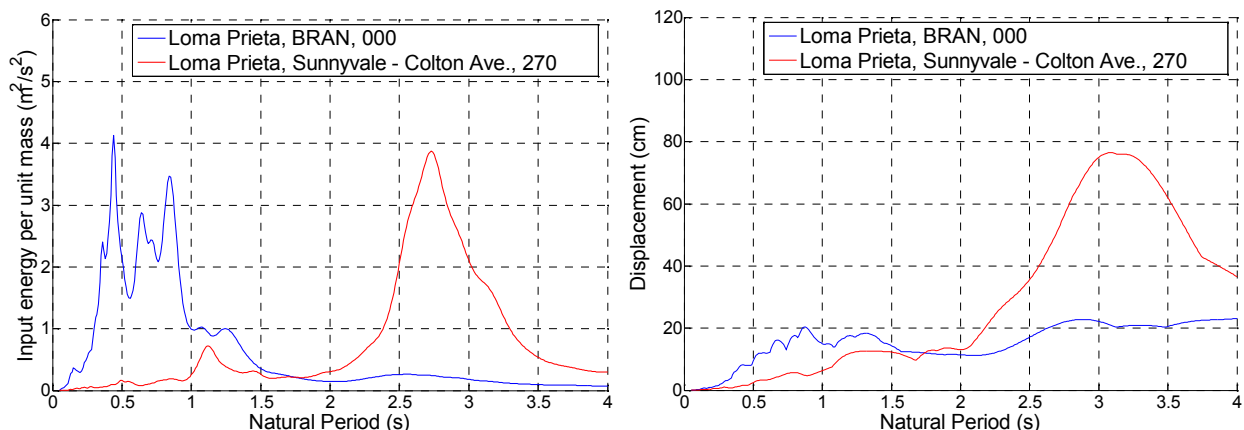 Loma Prieta, BRAN, 000
Loma Prieta, Sunnyvale - Colton Ave., 270
Input energy per unit mass (m²/s²)
6
5
4
3
2
1
0
0 0.5 1 1.5 2 2.5 3 3.5 4
Natural Period (s)
Loma Prieta, BRAN, 000
Loma Prieta, Sunnyvale - Colton Ave., 270
Displacement (cm)
120
100
80
60
40
20
0
0 0.5 1 1.5 2 2.5 3 3.5 4
Natural Period (s)